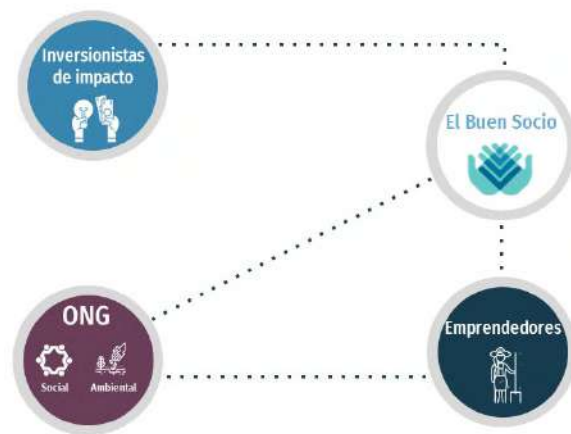 Inversionistas
de impacto
El Buen Socio
ONG
Social Ambiental
Emprendedores